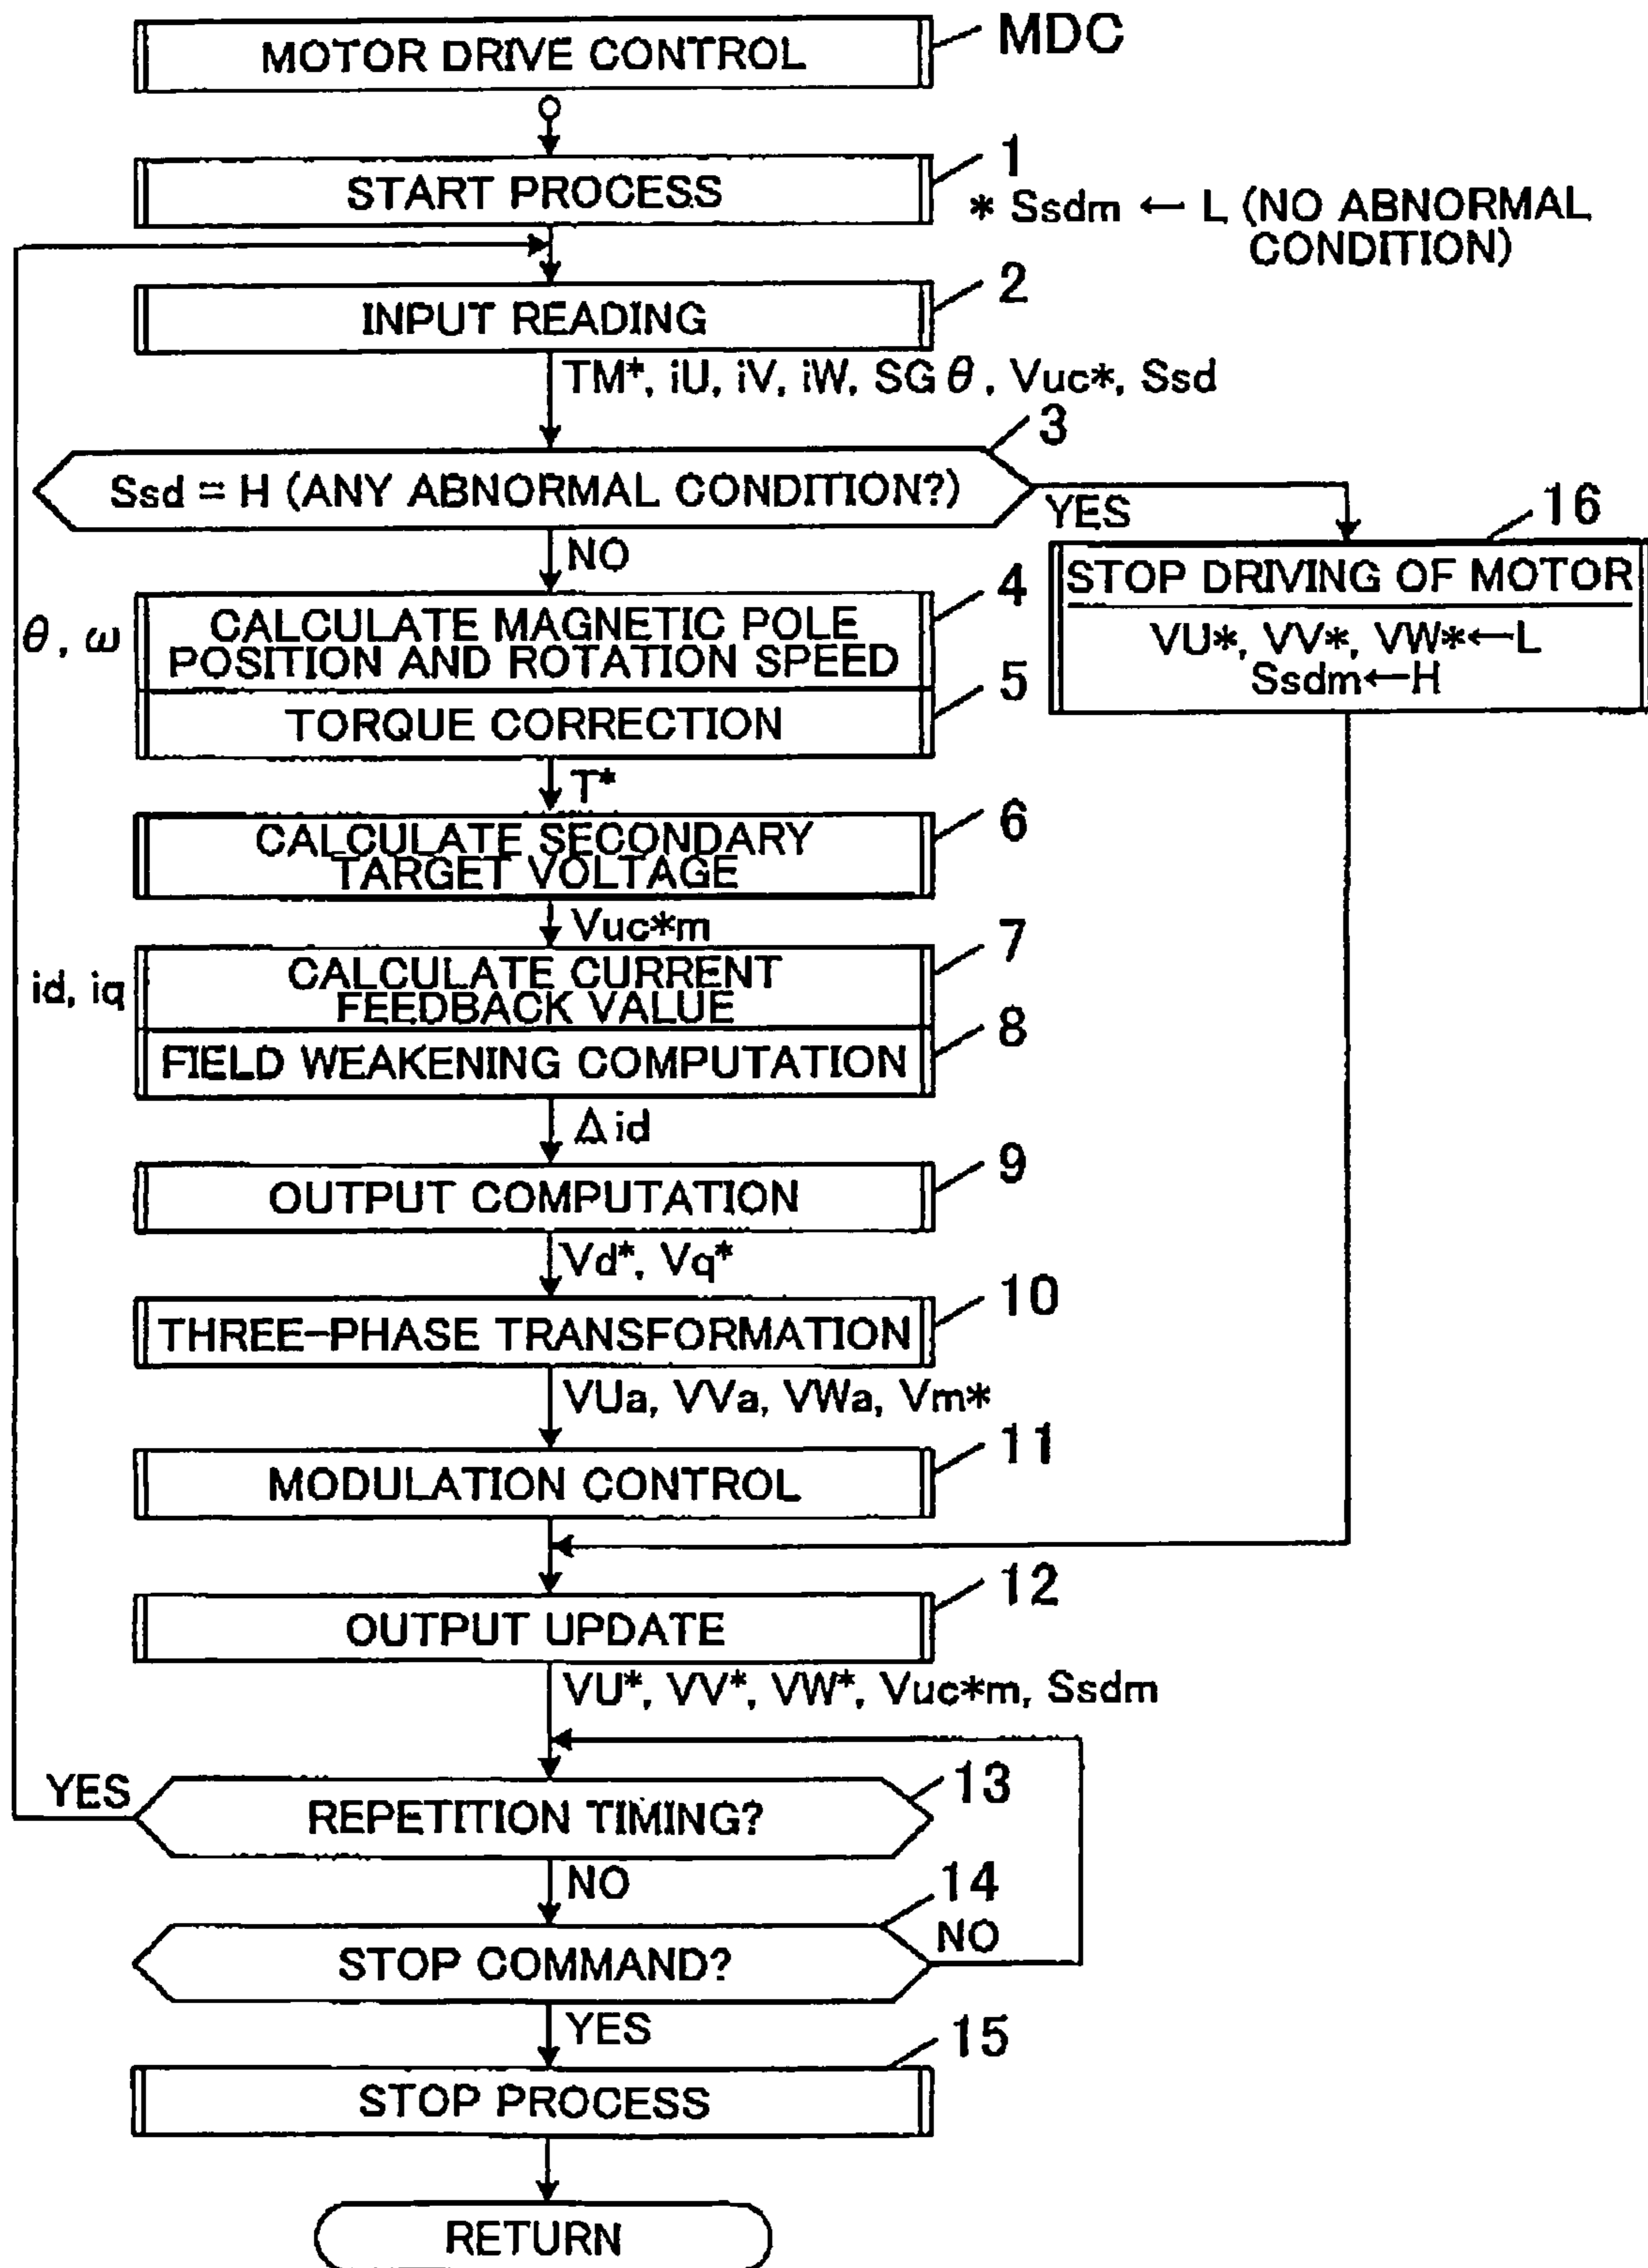 MOTOR DRIVE CONTROL
MDC
START PROCESS
1
* Ssdm ← L (NO ABNORMAL
CONDITION)
INPUT READING
2
TM*, iU, iV, iW, SGθ, Vuc*, Ssd
Ssd = H (ANY ABNORMAL CONDITION?)
3
YES
NO
16
STOP DRIVING OF MOTOR
VU*, VV*, VW*←L
Ssdm←H
θ, ω
CALCULATE MAGNETIC POLE
POSITION AND ROTATION SPEED
4
TORQUE CORRECTION
5
T*
CALCULATE SECONDARY
TARGET VOLTAGE
6
Vuc*m
id, iq
CALCULATE CURRENT
FEEDBACK VALUE
7
FIELD WEAKENING COMPUTATION
8
Δid
OUTPUT COMPUTATION
9
Vd*, Vq*
THREE-PHASE TRANSFORMATION
10
VUa, VVa, VWa, Vm*
MODULATION CONTROL
11
OUTPUT UPDATE
12
VU*, VV*, VW*, Vuc*m, Ssdm
YES
REPETITION TIMING?
13
NO
STOP COMMAND?
14
NO
YES
STOP PROCESS
15
RETURN